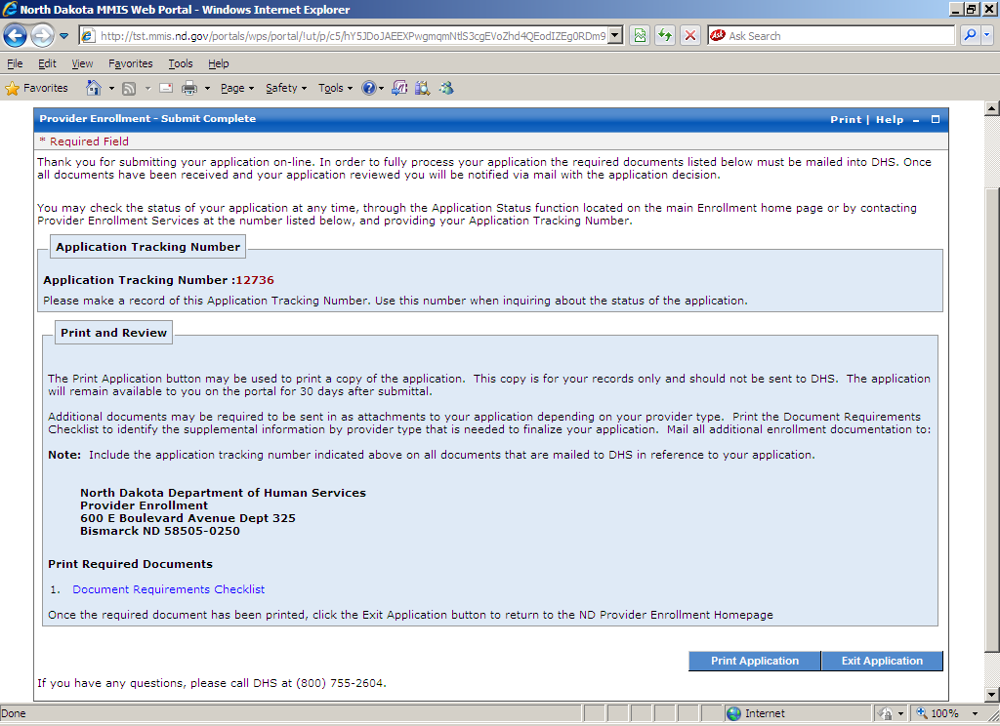 North Dakota MMIS Web Portal - Windows Internet Explorer
http://tst.mmis.nd.gov/portals/wps/portal/!ut/p/c5/hY5JDoJAEEXPwgmqmNtlS3cgEVoZhd4QEodIZEg0RDm9 Ask Search
File Edit View Favorites Tools Help
Favorites Page Safety Tools
Provider Enrollment - Submit Complete Print | Help
* Required Field
Thank you for submitting your application on-line. In order to fully process your application the required documents listed below must be mailed into DHS. Once
all documents have been received and your application reviewed you will be notified via mail with the application decision.
You may check the status of your application at any time, through the Application Status function located on the main Enrollment home page or by contacting
Provider Enrollment Services at the number listed below, and providing your Application Tracking Number.
Application Tracking Number
Application Tracking Number :12736
Please make a record of this Application Tracking Number. Use this number when inquiring about the status of the application.
Print and Review
The Print Application button may be used to print a copy of the application. This copy is for your records only and should not be sent to DHS. The application
will remain available to you on the portal for 30 days after submittal.
Additional documents may be required to be sent in as attachments to your application depending on your provider type. Print the Document Requirements
Checklist to identify the supplemental information by provider type that is needed to finalize your application. Mail all additional enrollment documentation to:
Note: Include the application tracking number indicated above on all documents that are mailed to DHS in reference to your application.
North Dakota Department of Human Services
Provider Enrollment
600 E Boulevard Avenue Dept 325
Bismarck ND 58505-0250
Print Required Documents
1. Document Requirements Checklist
Once the required document has been printed, click the Exit Application button to return to the ND Provider Enrollment Homepage
Print Application Exit Application
If you have any questions, please call DHS at (800) 755-2604.
Done Internet 100%